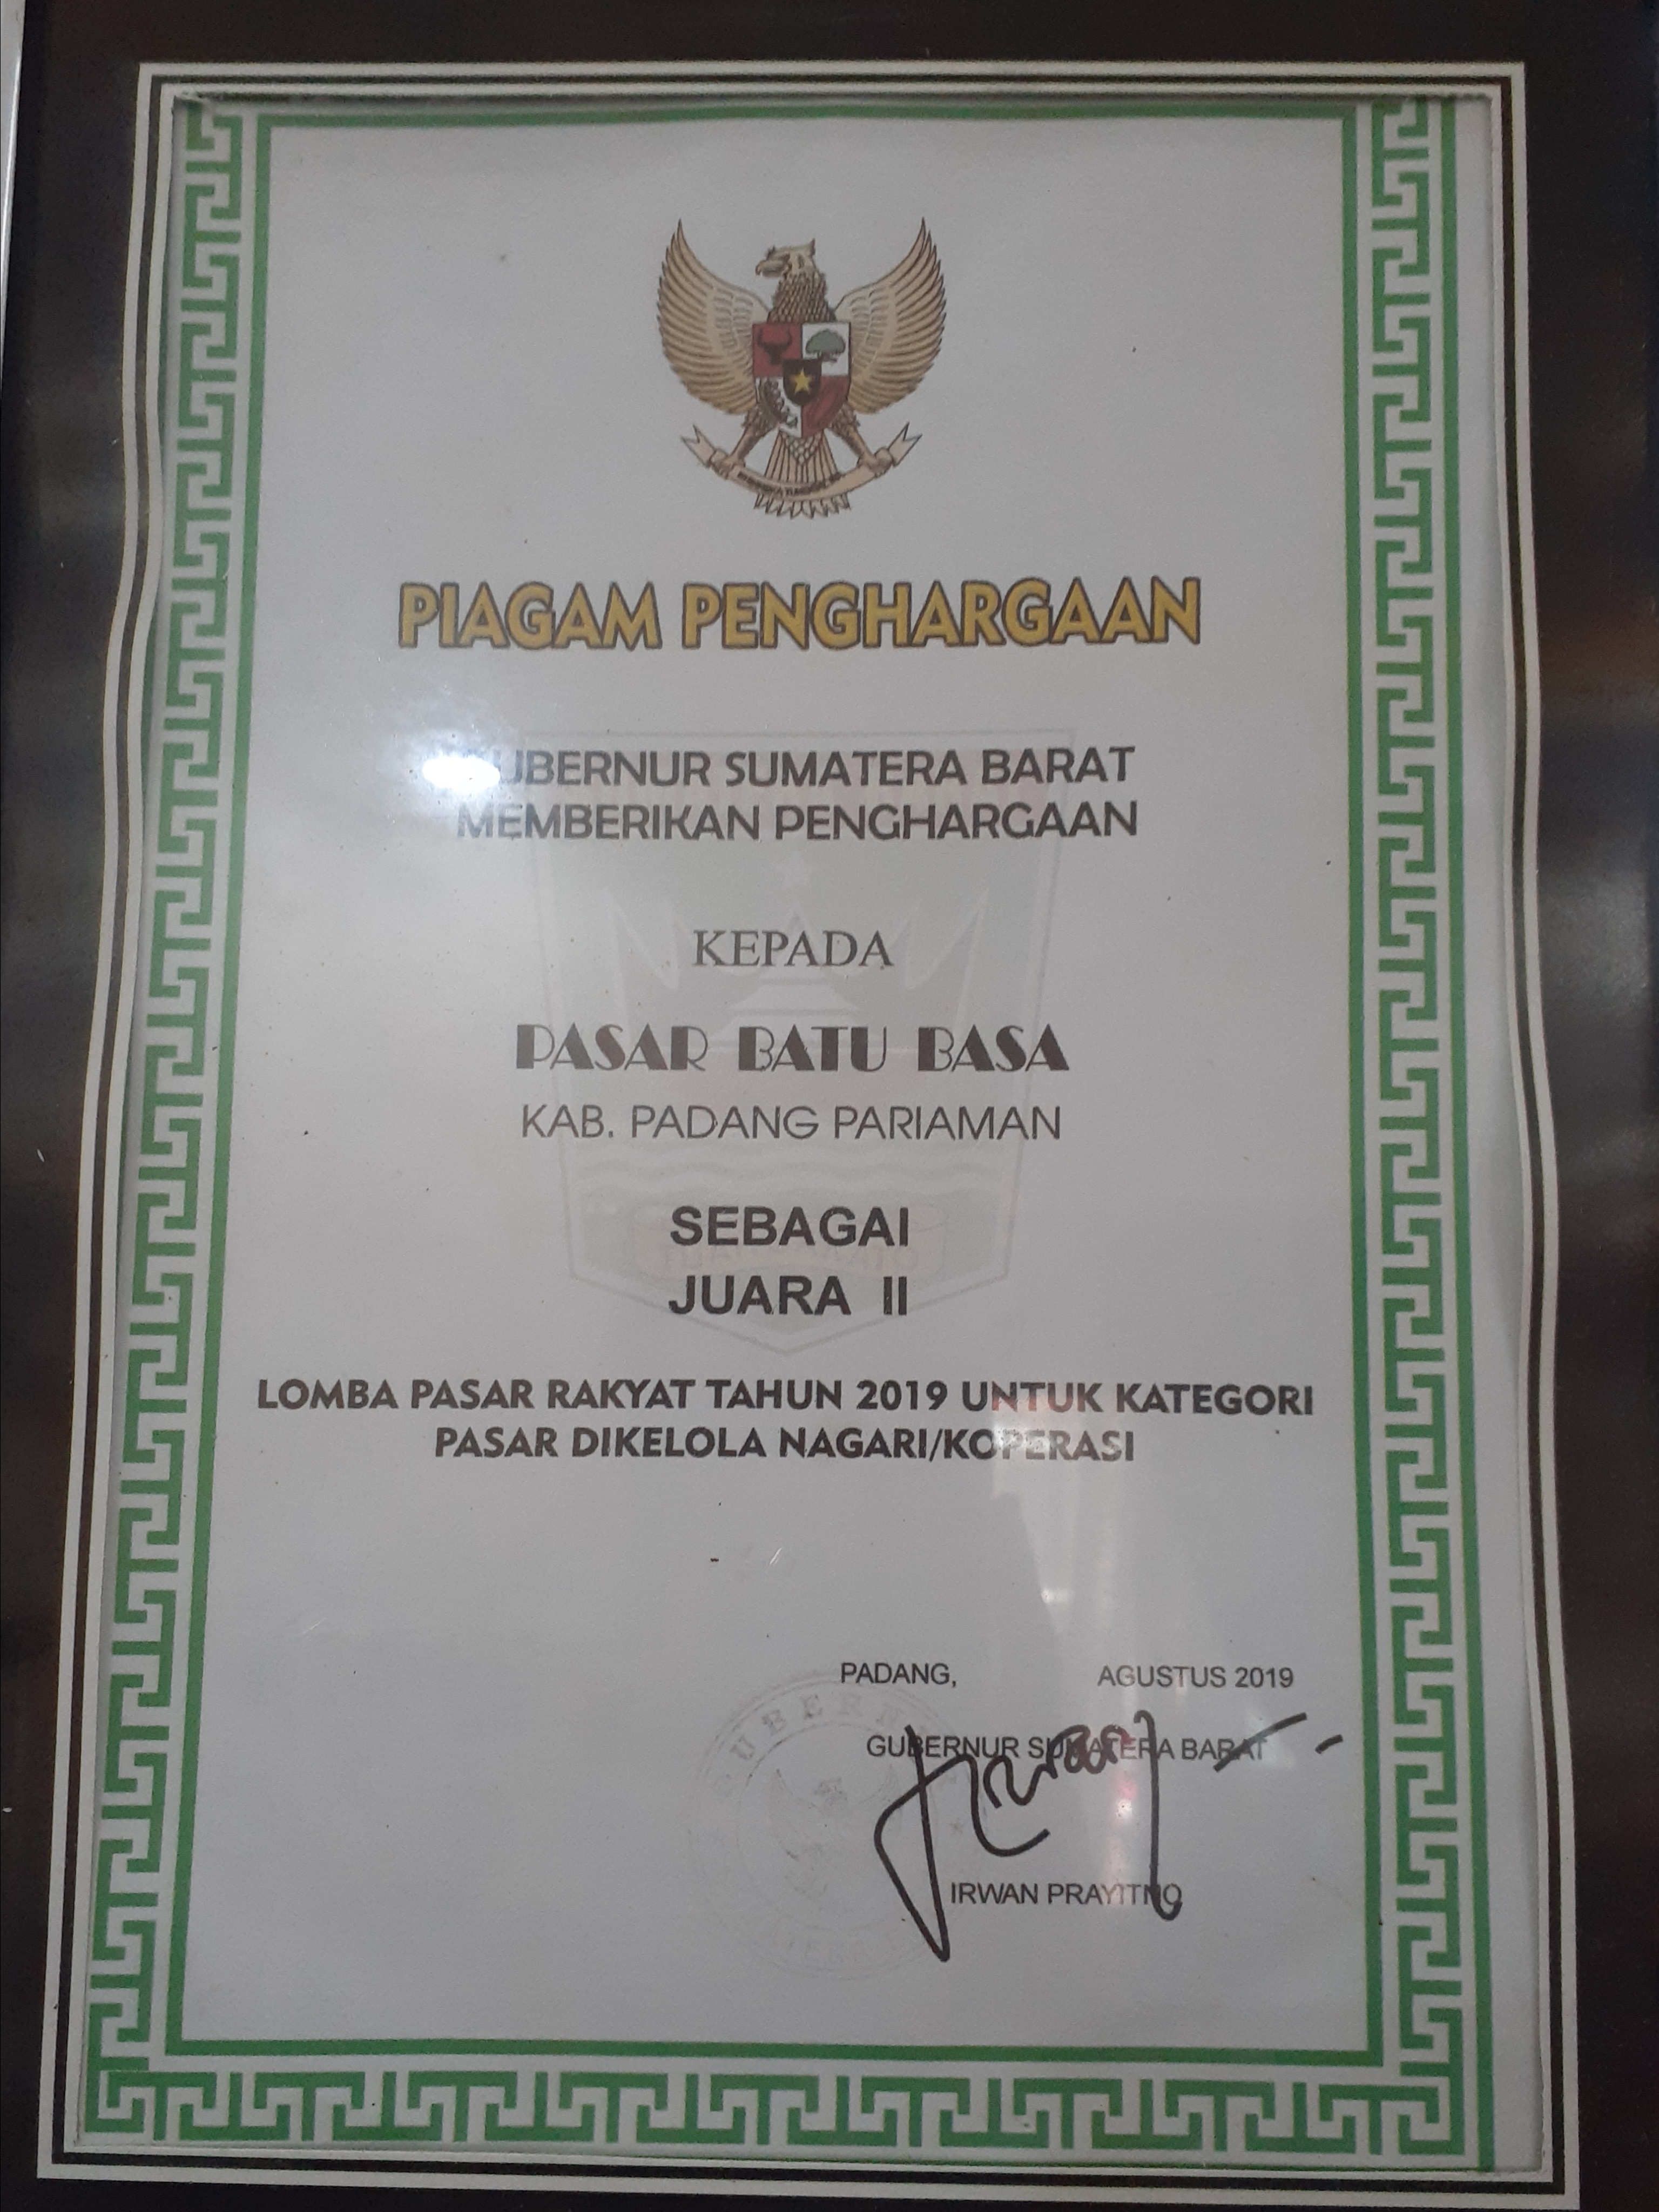 PIAGAM PENGHARGAAN
GUBERNUR SUMATERA BARAT
MEMBERIKAN PENGHARGAAN
KEPADA
PASAR BATU BASA
KAB. PADANG PARIAMAN
SEBAGAI
JUARA II
LOMBA PASAR RAKYAT TAHUN 2019 UNTUK KATEGORI
PASAR DIKELOLA NAGARI/KOPERASI
PADANG, AGUSTUS 2019
GUBERNUR SUMATERA BARAT
IRWAN PRAYITNO